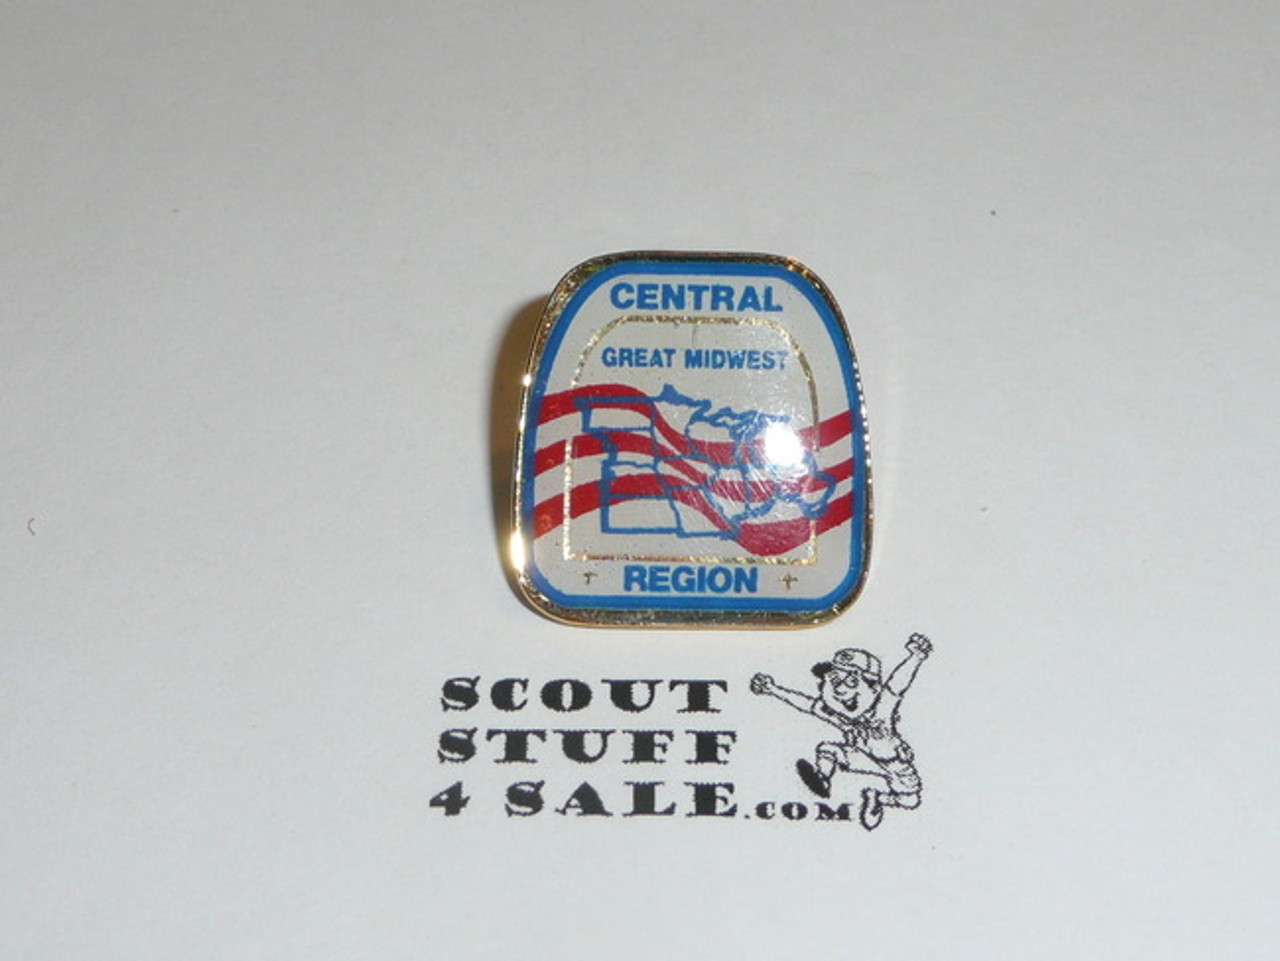 CENTRAL
GREAT MIDWEST
REGION
SCOUT
STUFF
4 SALE.COM